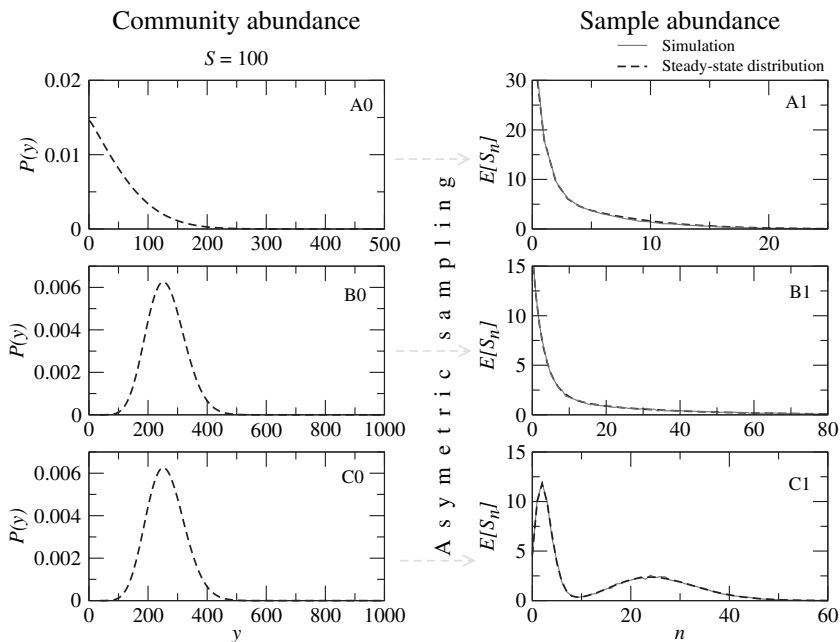 Community abundance
Sample abundance
S = 100
Simulation
Steady-state distribution
0.02
0.01
0
P(y)
A0
0 100 200 300 400 500
30
20
10
0
E[S_n]
A1
0 10 20
0.006
0.004
0.002
0
P(y)
B0
0 200 400 600 800 1000
15
10
5
0
E[S_n]
B1
0 20 40 60 80
0.006
0.004
0.002
0
P(y)
C0
0 200 400 600 800 1000
y
15
10
5
0
E[S_n]
C1
0 20 40 60
n
Asymetric sampling